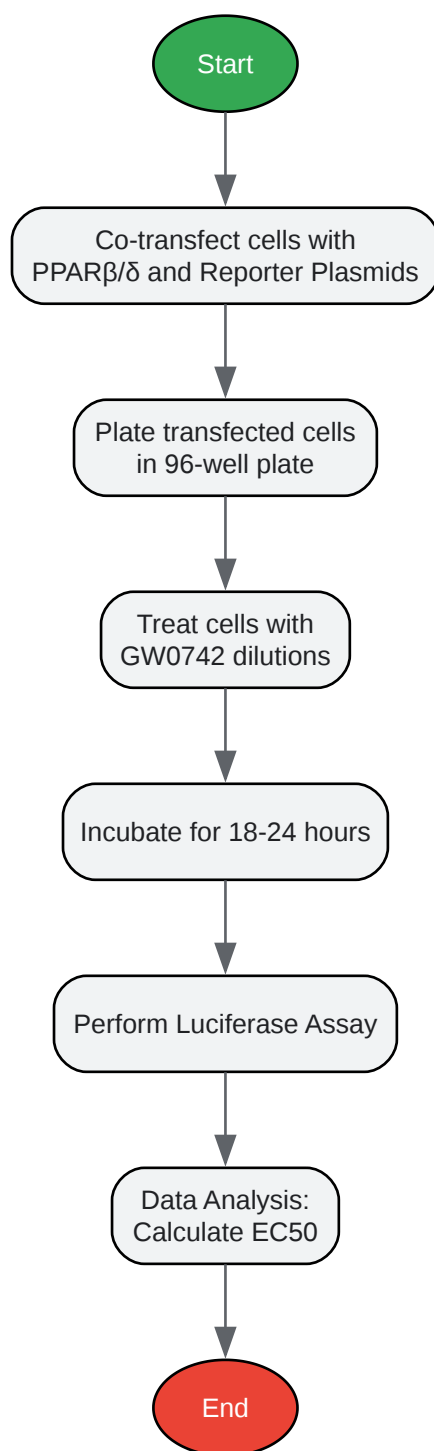 Start
Co-transfect cells with
PPARβ/δ and Reporter Plasmids
Plate transfected cells
in 96-well plate
Treat cells with
GW0742 dilutions
Incubate for 18-24 hours
Perform Luciferase Assay
Data Analysis:
Calculate EC50
End